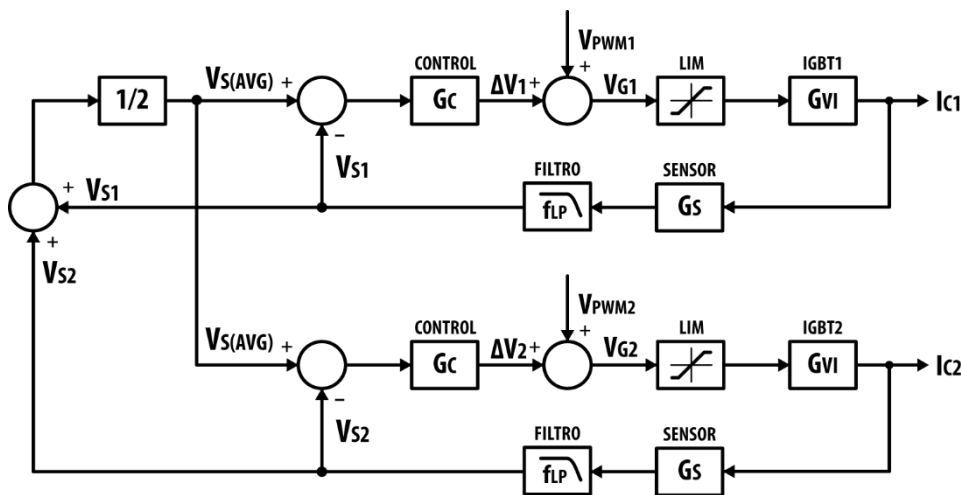 VPWM1
CONTROL
LIM
IGBT1
1/2
VS(AVG) +
GC
ΔV1 +
+
VG1
GVI
IC1
−
VS1
FILTRO
SENSOR
+ VS1
fLP
GS
+
VS2
VPWM2
CONTROL
LIM
IGBT2
VS(AVG) +
GC
ΔV2 +
+
VG2
GVI
IC2
−
VS2
FILTRO
SENSOR
fLP
GS